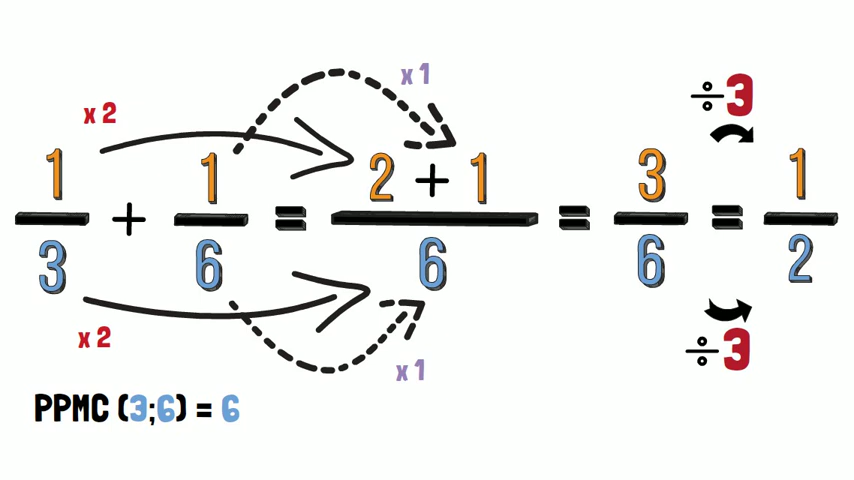 x 2
x 1
÷3
1/3 + 1/6 = (2 + 1)/6 = 3/6 = 1/2
x 2
x 1
÷3
PPMC (3;6) = 6